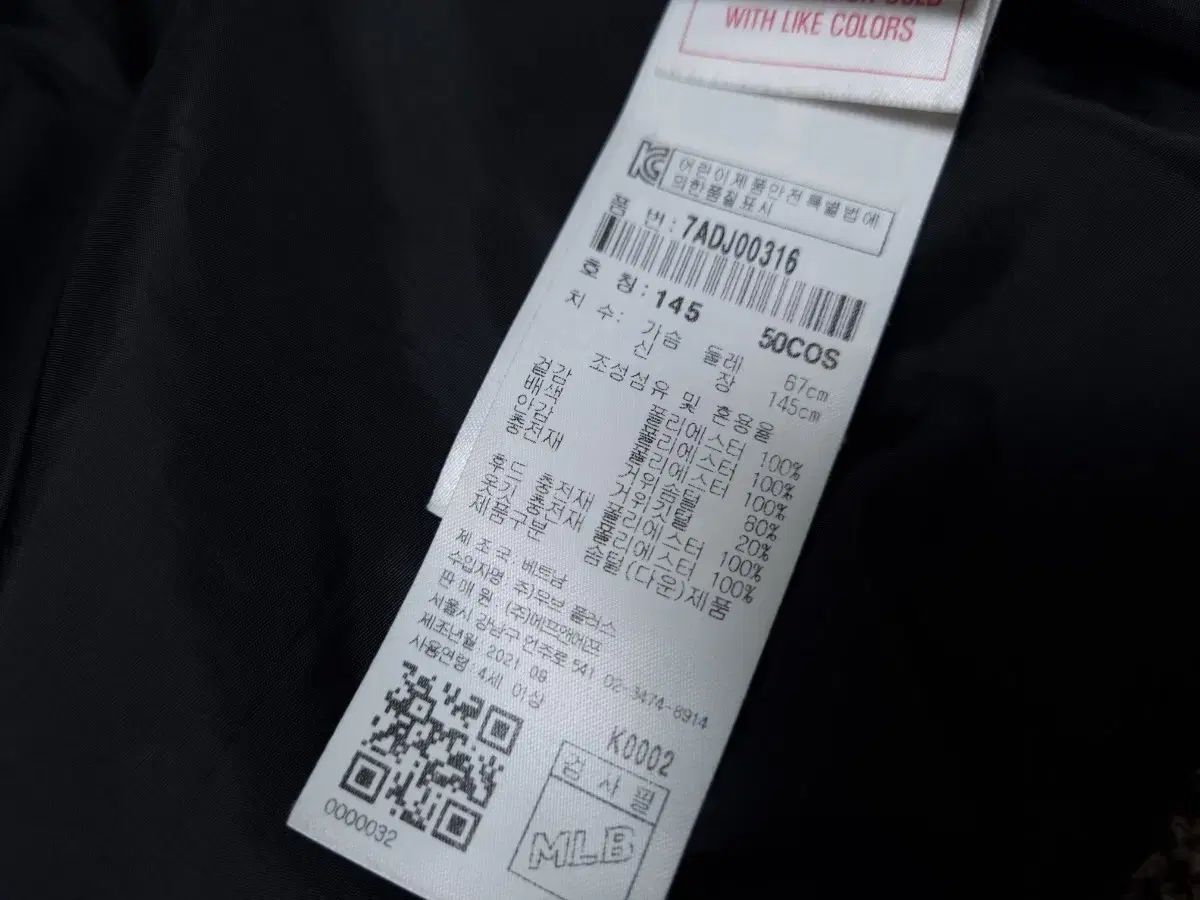 WITH LIKE COLORS
KC 어린이제품안전특별법에
의한품질표시
품 번 : 7ADJ00316
호 칭 : 145 50COS
치 수 : 가슴 둘레 67cm
신 장 145cm
조성섬유 및 혼용율
겉감 폴리에스터 100%
배색 폴리에스터 100%
안감 폴리에스터 100%
충전재 거위솜털 80%
거위깃털 20%
후드 충전재 폴리에스터 100%
충전재 폴리에스터 100%
제품구분 솜털(다운)제품
제 조 국 베트남
수입자명 주)우브 플러스
판 매 원 (주)에프앤에프
서울시 강남구 언주로 541 02-3474-8914
제조년월 2021 09
사용연령 : 4세 이상
K0002
검사필
MLB
0000032